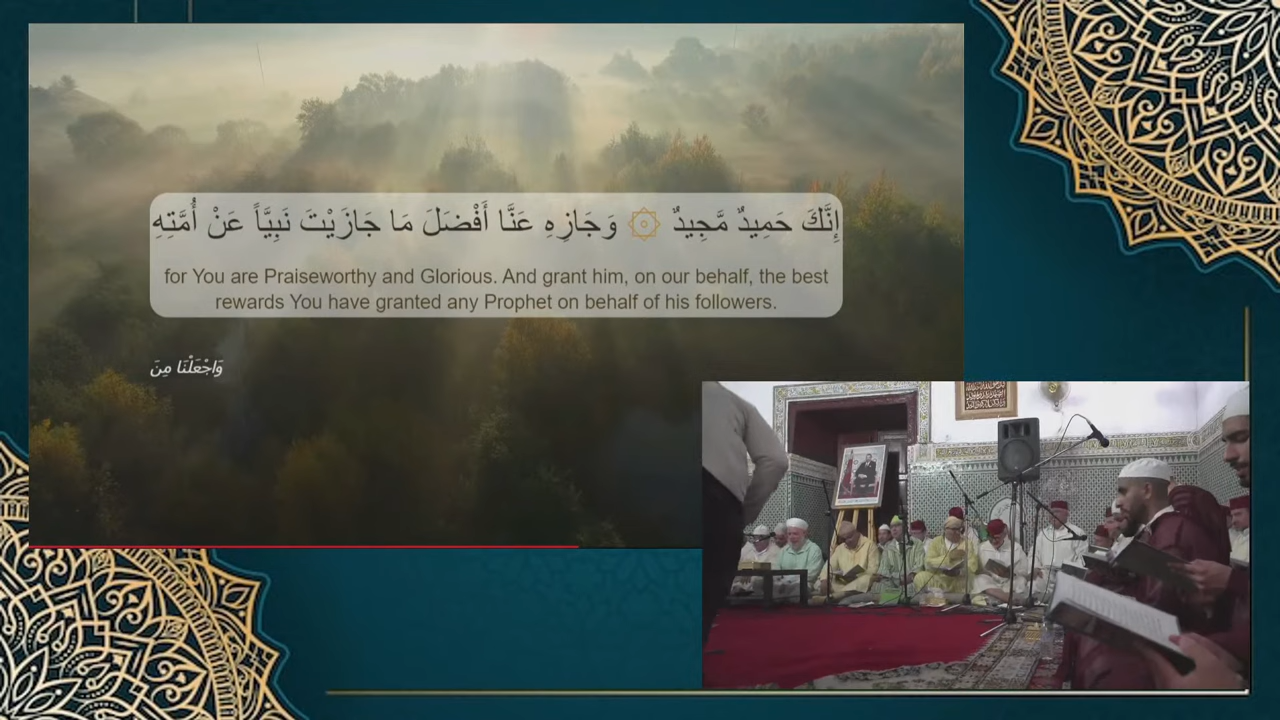 إِنَّكَ حَمِيدٌ مَّجِيدٌ ۞ وَجَازِهِ عَنَّا أَفْضَلَ مَا جَازَيْتَ نَبِيَّاً عَنْ أُمَّتِهِ
for You are Praiseworthy and Glorious. And grant him, on our behalf, the best
rewards You have granted any Prophet on behalf of his followers.
وَاجْعَلْنَا مِنَ